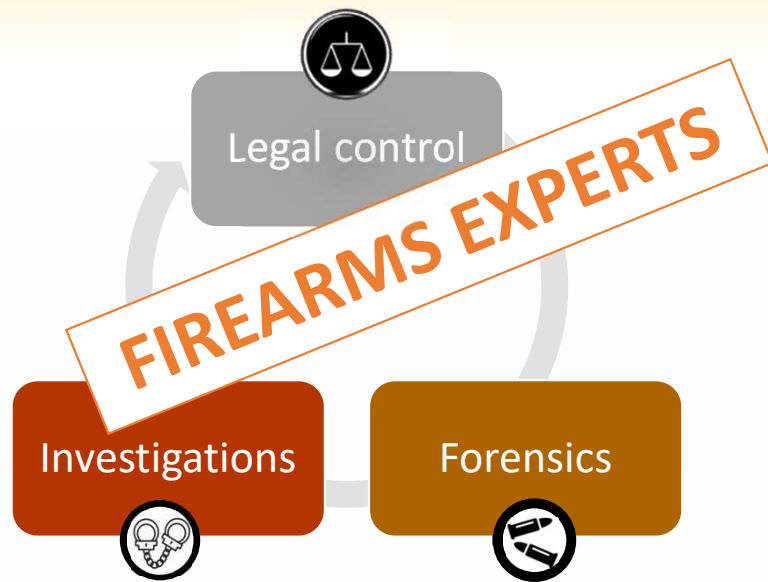 Legal control
FIREARMS EXPERTS
Investigations
Forensics